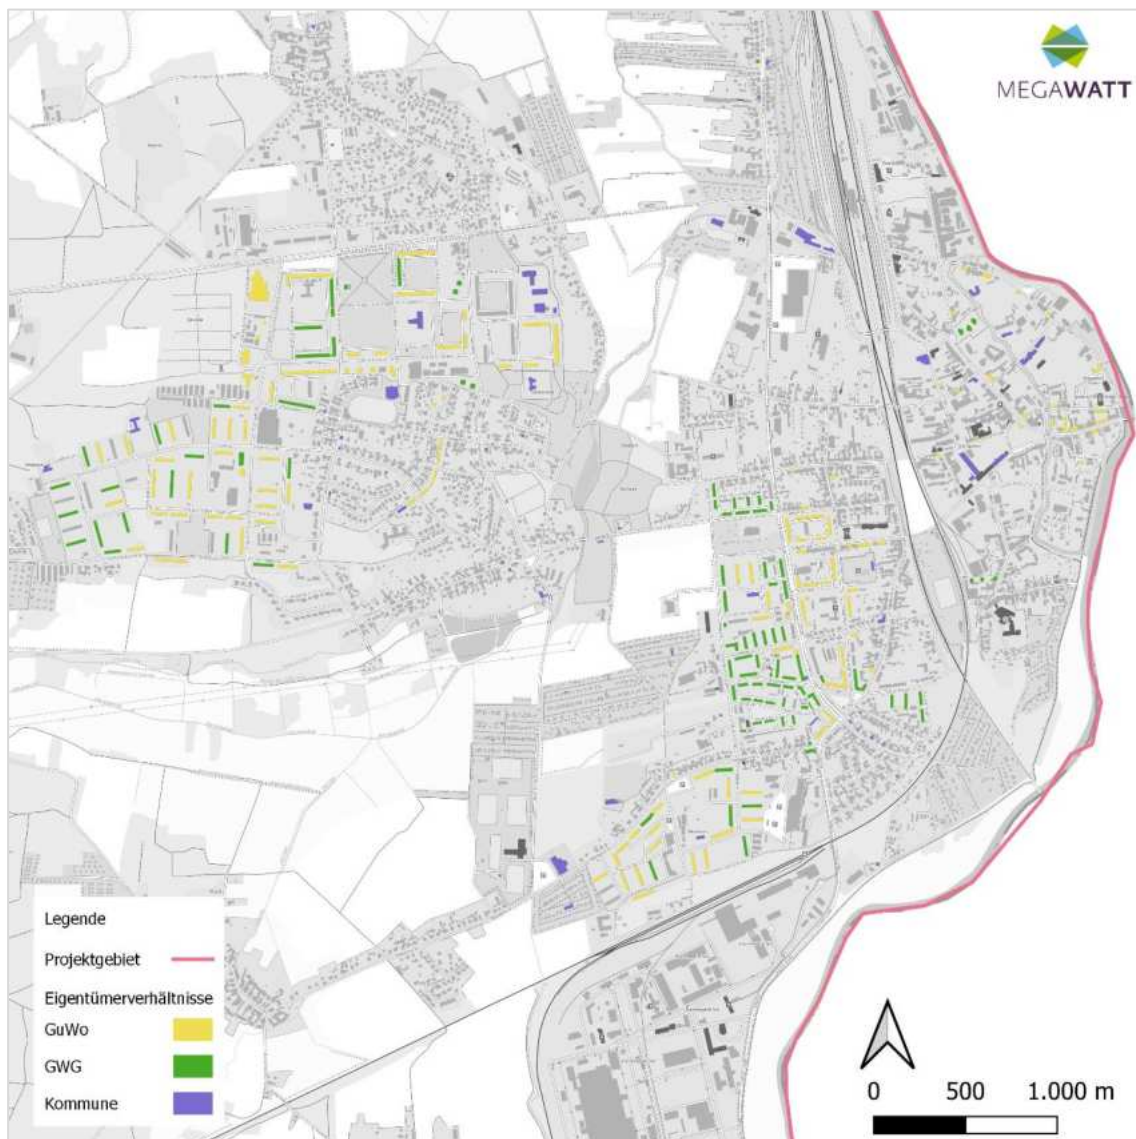 MEGAWATT
Legende
Projektgebiet
Eigentümerverhältnisse
GuWo
GWG
Kommune
0 500 1.000 m